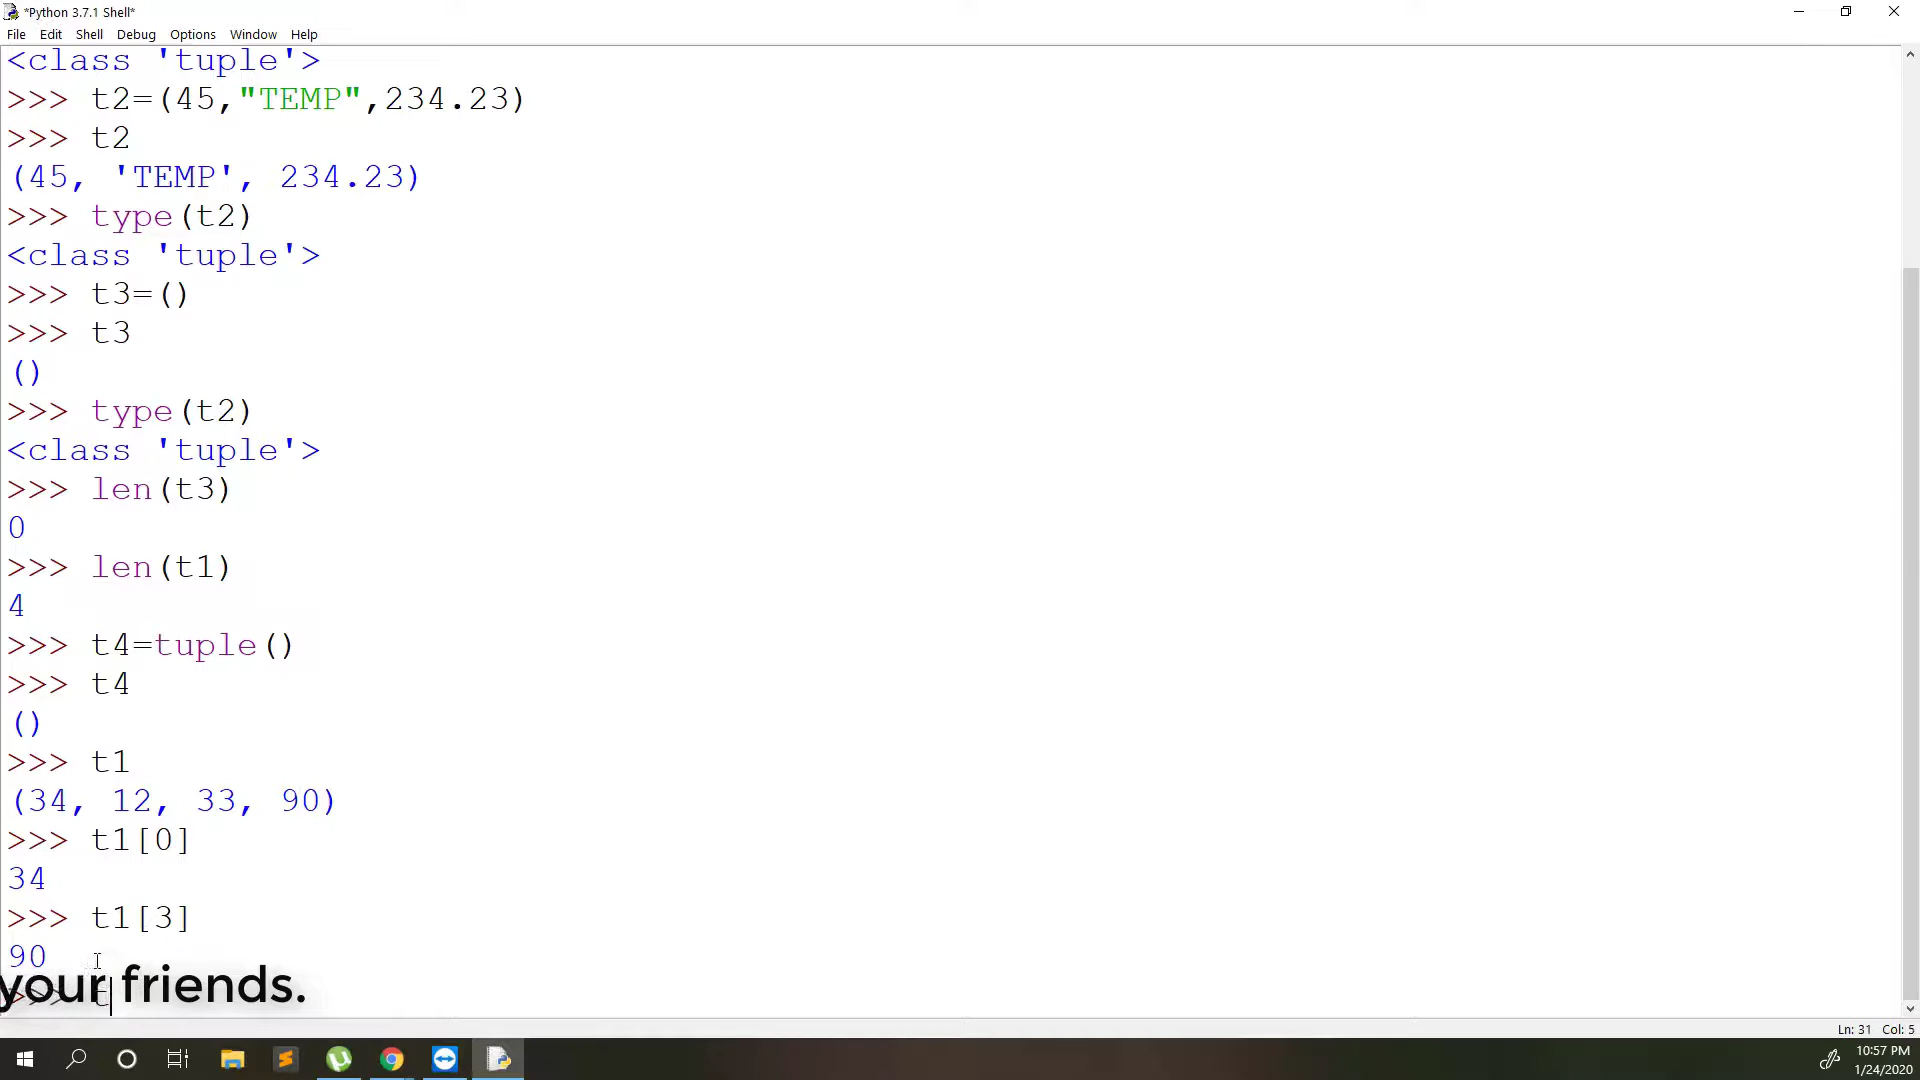 *Python 3.7.1 Shell*
File Edit Shell Debug Options Window Help
<class 'tuple'>
>>> t2=(45,"TEMP",234.23)
>>> t2
(45, 'TEMP', 234.23)
>>> type(t2)
<class 'tuple'>
>>> t3=()
>>> t3
()
>>> type(t2)
<class 'tuple'>
>>> len(t3)
0
>>> len(t1)
4
>>> t4=tuple()
>>> t4
()
>>> t1
(34, 12, 33, 90)
>>> t1[0]
34
>>> t1[3]
90
your friends.
>>> t
Ln: 31 Col: 5
10:57 PM
1/24/2020